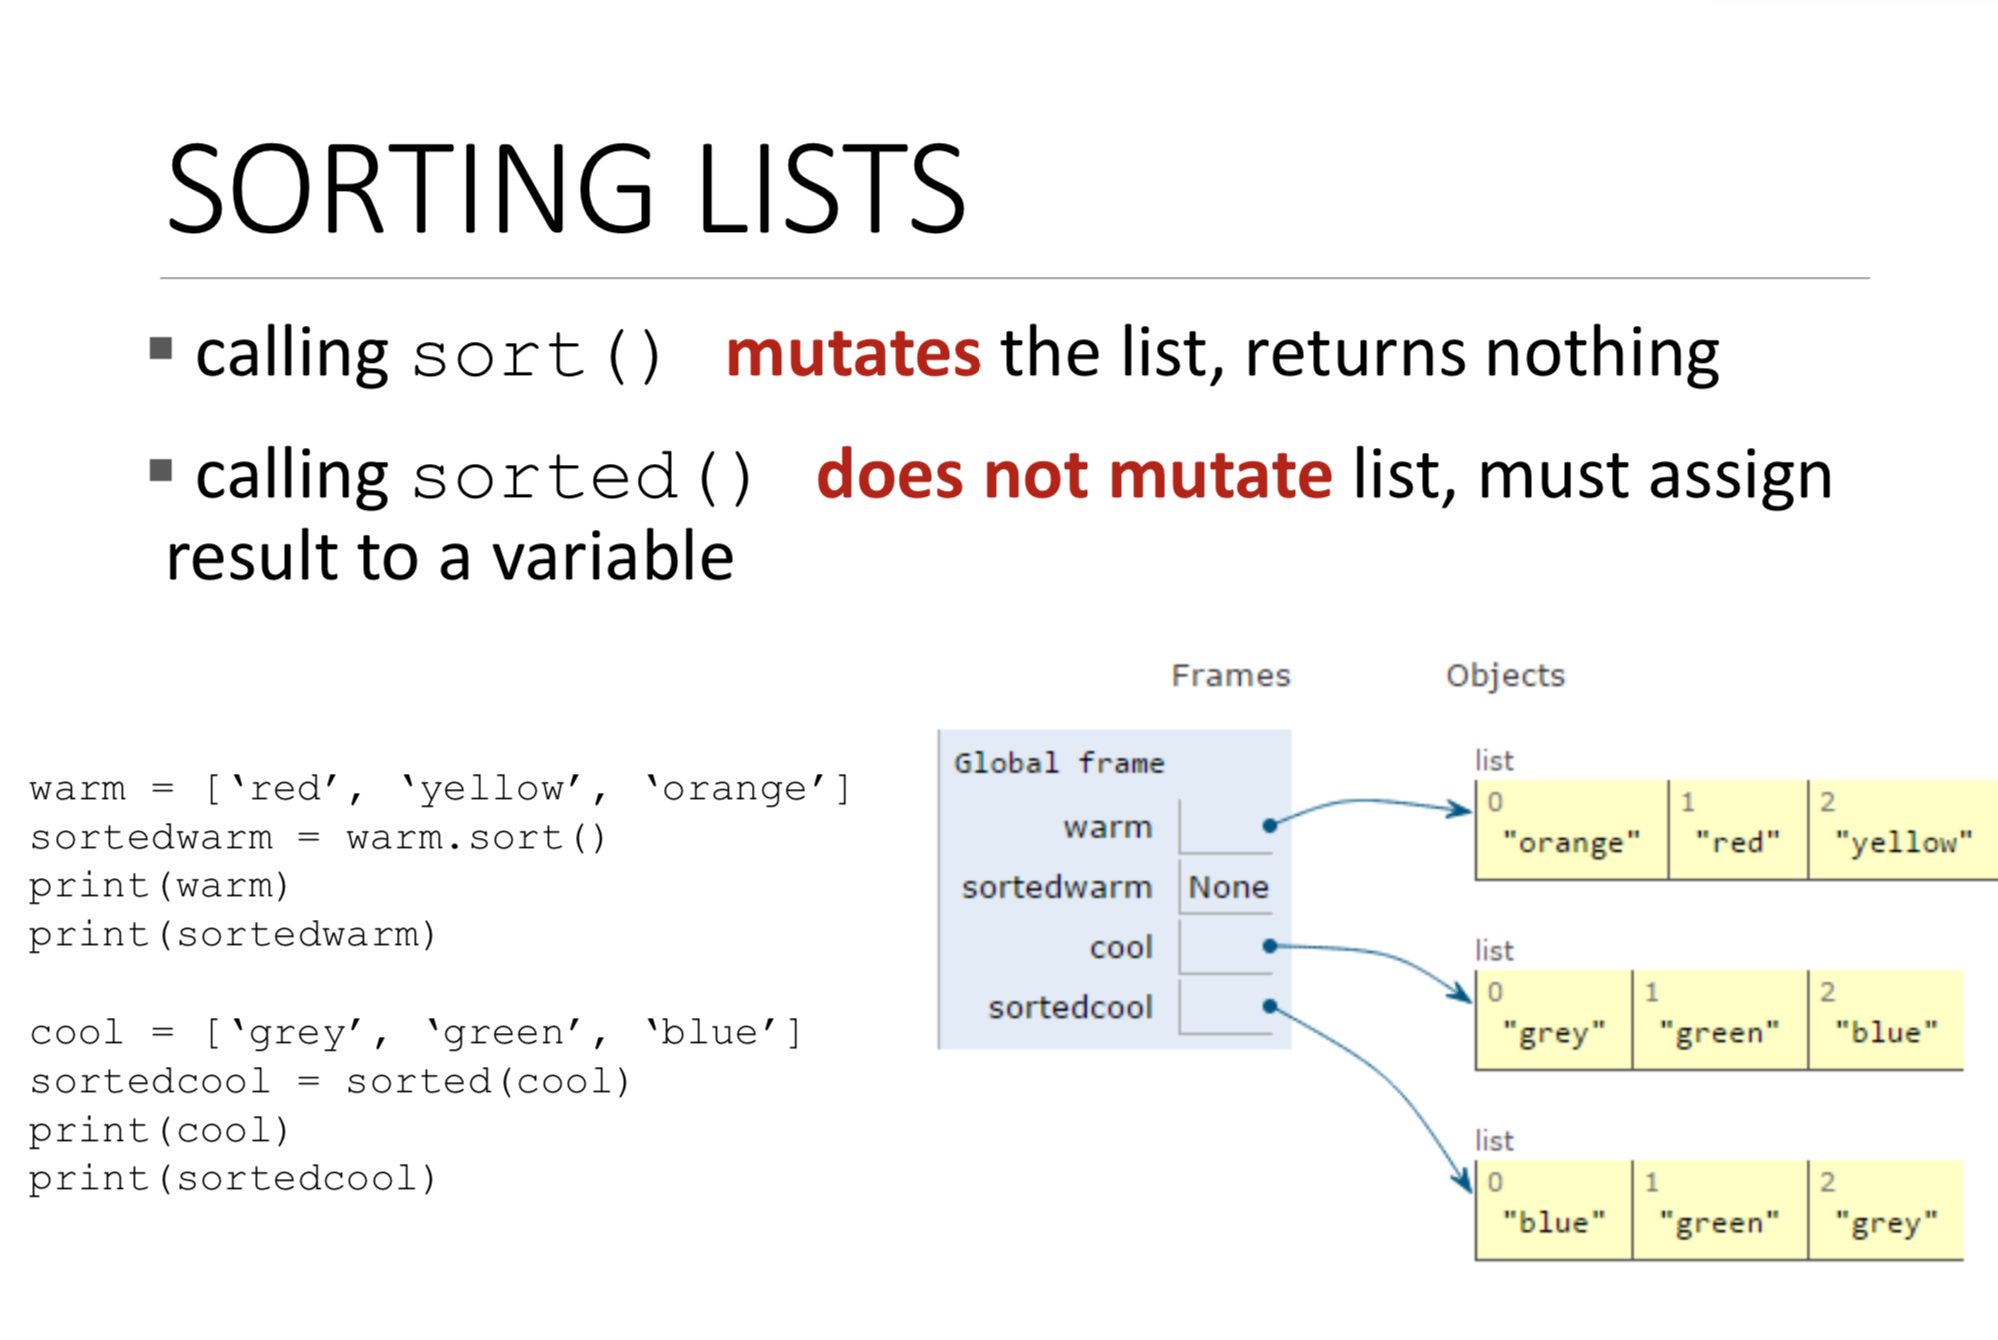 SORTING LISTS
▪ calling sort() mutates the list, returns nothing
▪ calling sorted() does not mutate list, must assign
result to a variable
warm = [‘red’, ‘yellow’, ‘orange’]
sortedwarm = warm.sort()
print(warm)
print(sortedwarm)
cool = [‘grey’, ‘green’, ‘blue’]
sortedcool = sorted(cool)
print(cool)
print(sortedcool)
Frames Objects
Global frame
warm
sortedwarm None
cool
sortedcool
list
0 1 2
"orange" "red" "yellow"
list
0 1 2
"grey" "green" "blue"
list
0 1 2
"blue" "green" "grey"